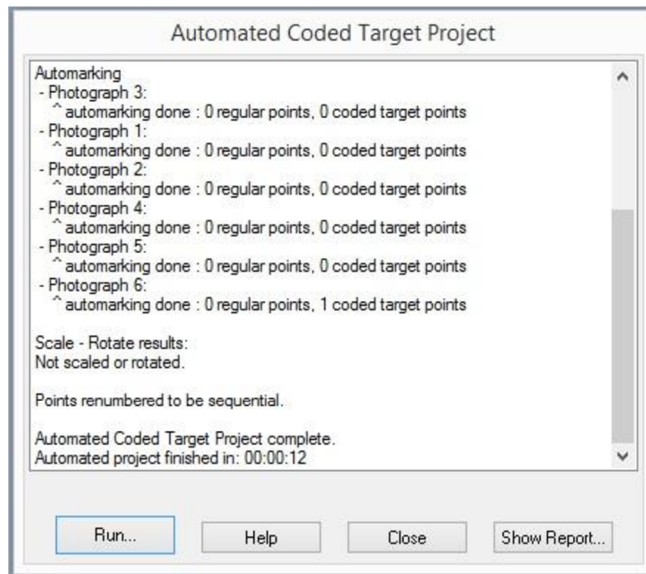 Automated Coded Target Project
Automarking
- Photograph 3:
^ automarking done : 0 regular points, 0 coded target points
- Photograph 1:
^ automarking done : 0 regular points, 0 coded target points
- Photograph 2:
^ automarking done : 0 regular points, 0 coded target points
- Photograph 4:
^ automarking done : 0 regular points, 0 coded target points
- Photograph 5:
^ automarking done : 0 regular points, 0 coded target points
- Photograph 6:
^ automarking done : 0 regular points, 1 coded target points
Scale - Rotate results:
Not scaled or rotated.
Points renumbered to be sequential.
Automated Coded Target Project complete.
Automated project finished in: 00:00:12
Run... Help Close Show Report...